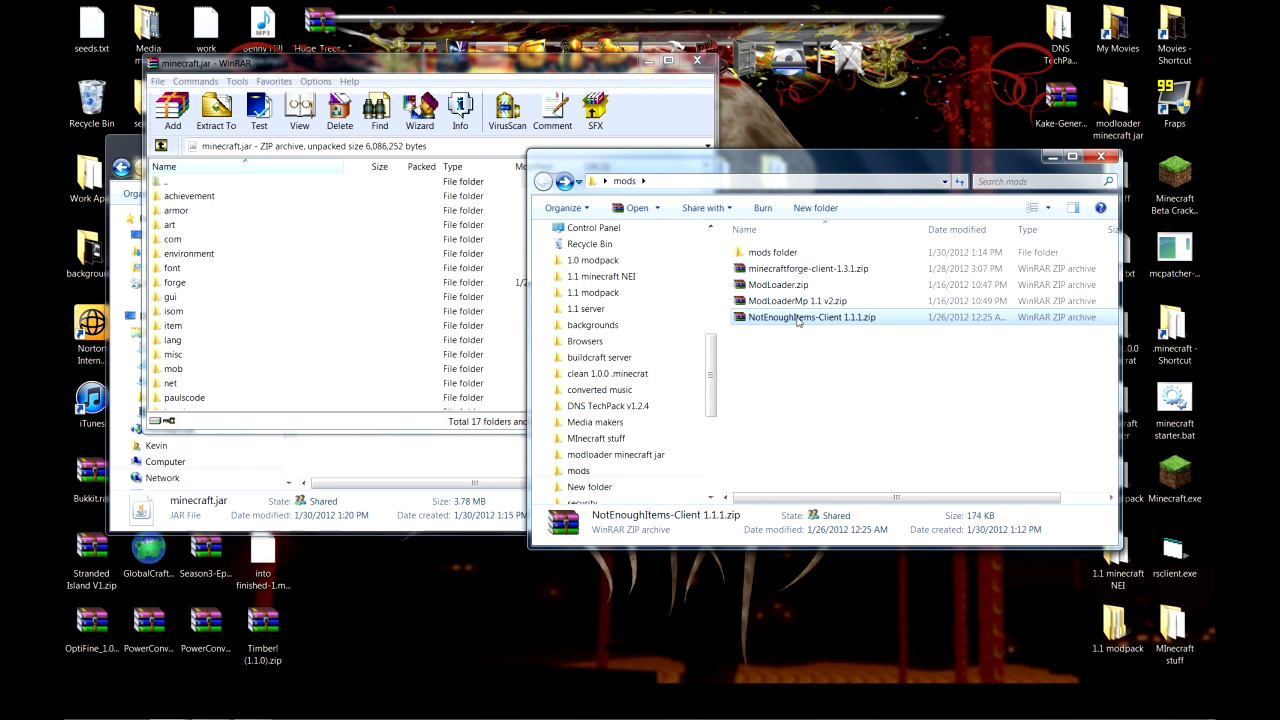 seeds.txt
Media
work
Benny Hill
"Huge Trees...
DNS TechPa...
My Movies
Movies - Shortcut
minecraft.jar - WinRAR
File Commands Tools Favorites Options Help
Recycle Bin
Add Extract To Test View Delete Find Wizard Info VirusScan Comment SFX
Kake-Gener...
modloader minecraft jar
99
Fraps
minecraft.jar - ZIP archive, unpacked size 6,086,252 bytes
Name Size Packed Type
.. File folder
achievement File folder
armor File folder
art File folder
com File folder
environment File folder
font File folder
forge File folder 1/2
gui File folder
isom File folder
item File folder
lang File folder
misc File folder
mob File folder
net File folder
paulscode File folder
Total 17 folders and
mods
Search mods
Organize Open Share with Burn New folder
Control Panel
Recycle Bin
1.0 modpack
1.1 minecraft NEI
1.1 modpack
1.1 server
backgrounds
Browsers
buildcraft server
clean 1.0.0 .minecrat
converted music
DNS TechPack v1.2.4
Media makers
MInecraft stuff
modloader minecraft jar
mods
New folder
security
Name Date modified Type Siz
mods folder 1/30/2012 1:14 PM File folder
minecraftforge-client-1.3.1.zip 1/28/2012 3:07 PM WinRAR ZIP archive
ModLoader.zip 1/16/2012 10:47 PM WinRAR ZIP archive
ModLoaderMp 1.1 v2.zip 1/16/2012 10:49 PM WinRAR ZIP archive
NotEnoughItems-Client 1.1.1.zip 1/26/2012 12:25 A... WinRAR ZIP archive
NotEnoughItems-Client 1.1.1.zip State: Shared Size: 174 KB
WinRAR ZIP archive Date modified: 1/26/2012 12:25 AM Date created: 1/30/2012 1:12 PM
Orga
Kevin
Computer
Network
minecraft.jar State: Shared Size: 3.78 MB
JAR File Date modified: 1/30/2012 1:20 PM Date created: 1/30/2012 1:15 PM
Work Ap
backgroun
Norton Intern...
iTunes
Bukkit.ra
Minecraft Beta Crack...
mcpatcher-...
.minecraft - Shortcut
minecraft starter.bat
Minecraft.exe
Stranded Island V1.zip
GlobalCraft...
Season3-Ep...
into finished-1.m...
1.1 minecraft NEI
rsclient.exe
OptiFine_1.0...
PowerConv...
PowerConv...
Timber! (1.1.0).zip
1.1 modpack
MInecraft stuff